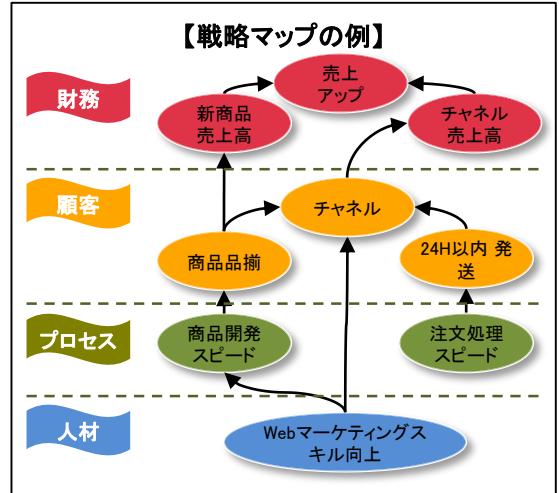 【戦略マップの例】
財務
売上
アップ
新商品
売上高
チャネル
売上高
顧客
チャネル
商品品揃
24H以内 発
送
プロセス
商品開発
スピード
注文処理
スピード
人材
Webマーケティングス
キル向上